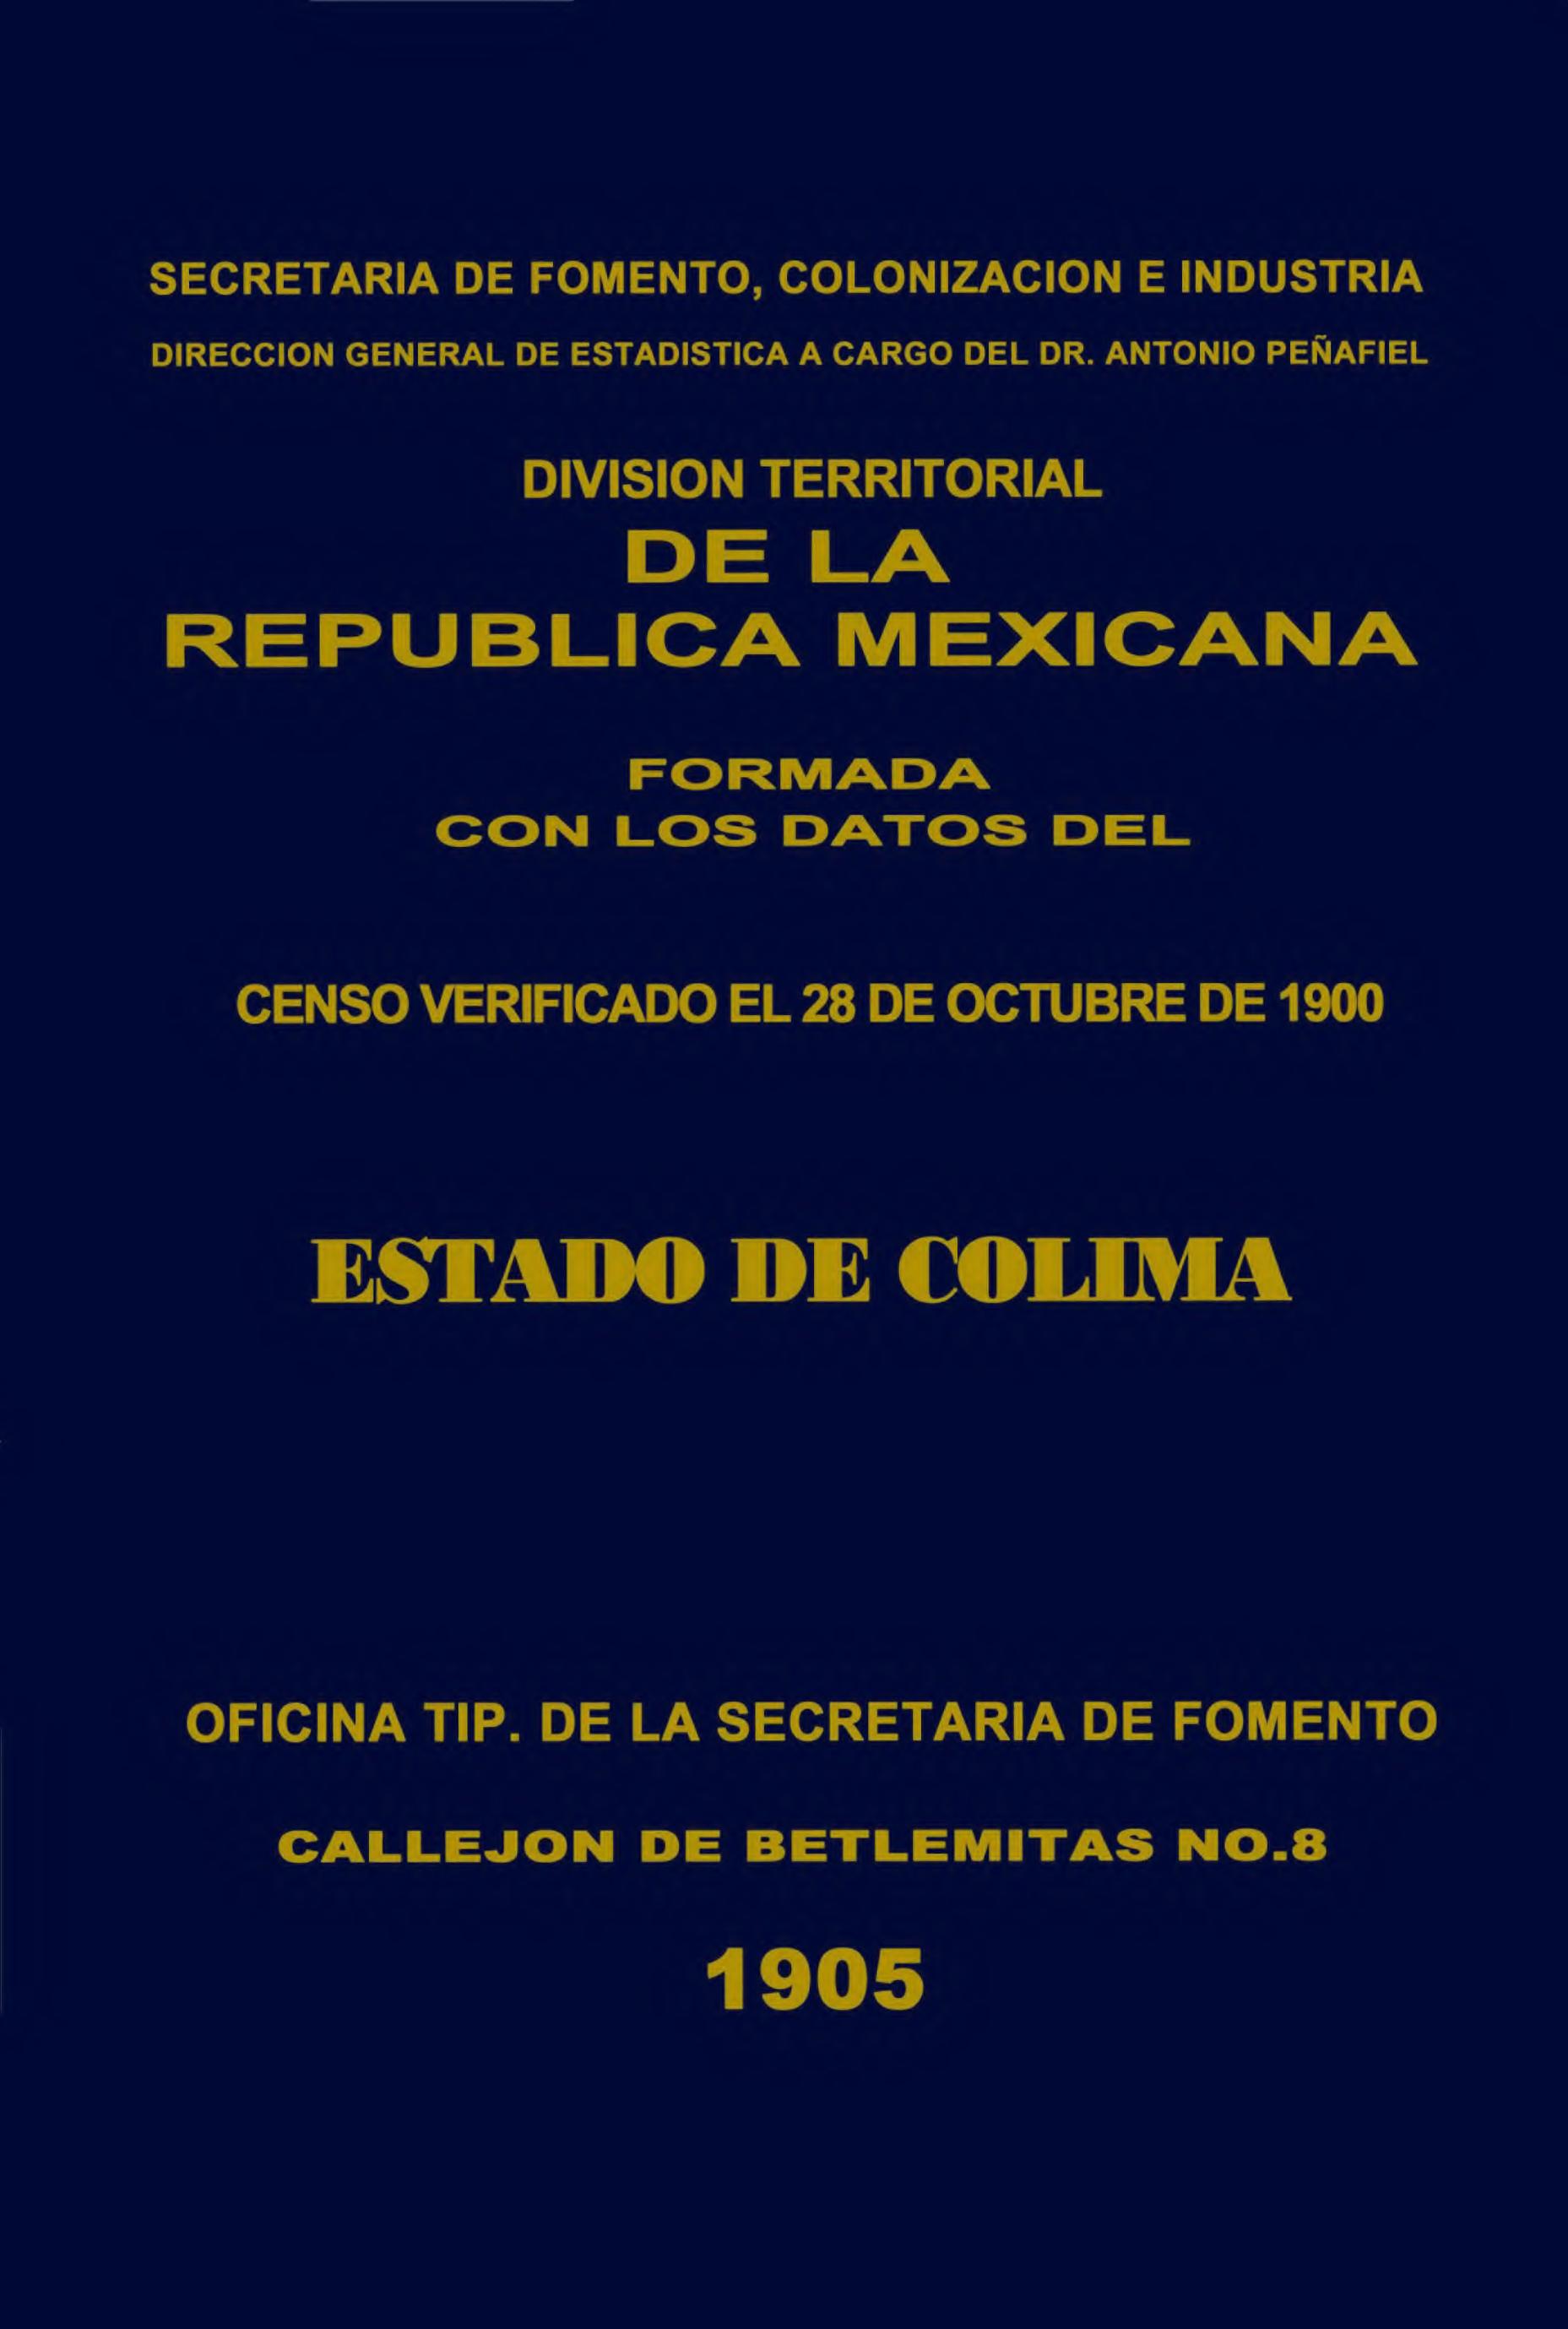 SECRETARIA DE FOMENTO, COLONIZACION E INDUSTRIA
DIRECCION GENERAL DE ESTADISTICA A CARGO DEL DR. ANTONIO PEÑAFIEL
DIVISION TERRITORIAL
DE LA
REPUBLICA MEXICANA
FORMADA
CON LOS DATOS DEL
CENSO VERIFICADO EL 28 DE OCTUBRE DE 1900
ESTADO DE COLIMA
OFICINA TIP. DE LA SECRETARIA DE FOMENTO
CALLEJON DE BETLEMITAS NO.8
1905